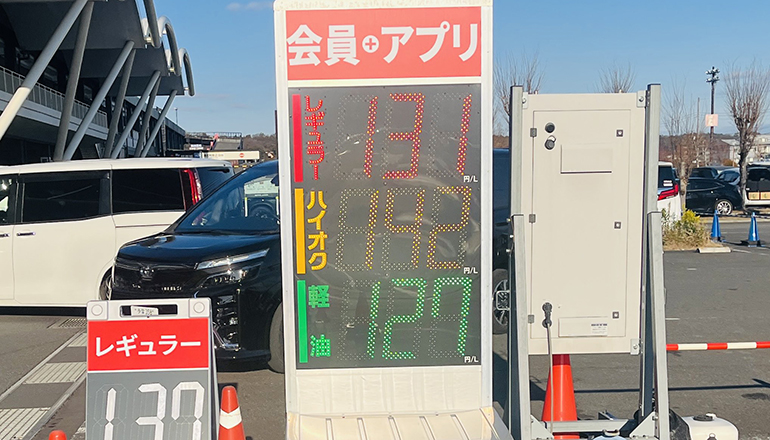 会員+アプリ
レギュラー 131 円/L
ハイオク 142 円/L
軽油 127 円/L
レギュラー
137